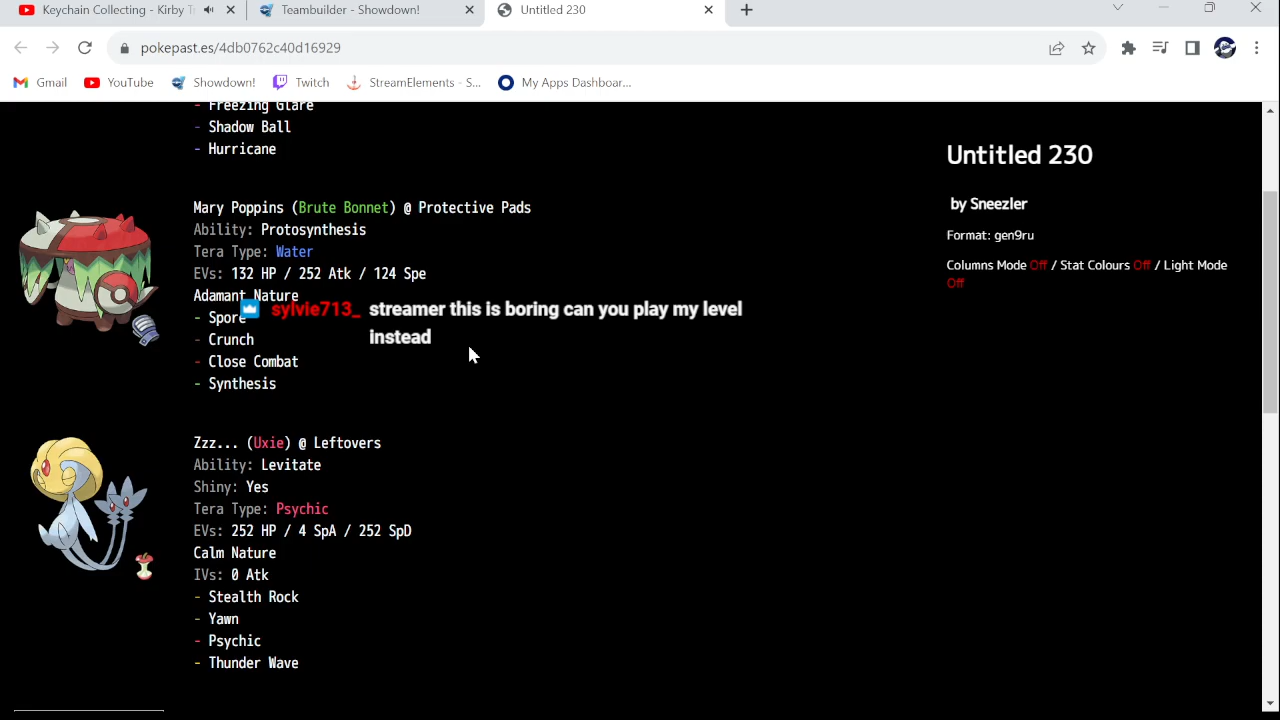 Keychain Collecting - Kirby T
Teambuilder - Showdown!
Untitled 230
pokepast.es/4db0762c40d16929
Gmail
YouTube
Showdown!
Twitch
StreamElements - S...
My Apps Dashboar...
- Freezing Glare
- Shadow Ball
- Hurricane
Untitled 230
by Sneezler
Format: gen9ru
Columns Mode Off / Stat Colours Off / Light Mode
Off
Mary Poppins (Brute Bonnet) @ Protective Pads
Ability: Protosynthesis
Tera Type: Water
EVs: 132 HP / 252 Atk / 124 Spe
Adamant Nature
- Spore
sylvie713_ streamer this is boring can you play my level
instead
- Crunch
- Close Combat
- Synthesis
Zzz... (Uxie) @ Leftovers
Ability: Levitate
Shiny: Yes
Tera Type: Psychic
EVs: 252 HP / 4 SpA / 252 SpD
Calm Nature
IVs: 0 Atk
- Stealth Rock
- Yawn
- Psychic
- Thunder Wave